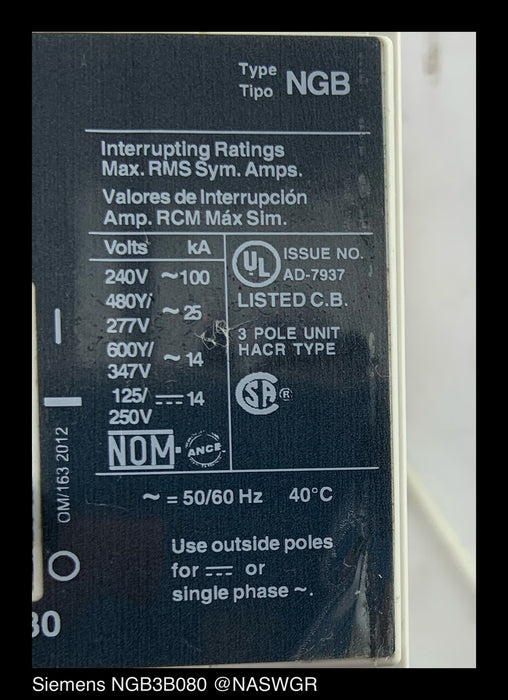 Type
Tipo NGB
Interrupting Ratings
Max. RMS Sym. Amps.
Valores de Interrupción
Amp. RCM Máx Sim.
Volts kA
240V ~100
480Y/
277V ~ 25
600Y/
347V ~ 14
125/
250V ⎓ 14
NOM ANCE
UL ISSUE NO.
AD-7937
LISTED C.B.
3 POLE UNIT
HACR TYPE
SA ®
~ = 50/60 Hz 40°C
Use outside poles
for ⎓ or
single phase ~.
OM/163 2012
O
30
Siemens NGB3B080 @NASWGR